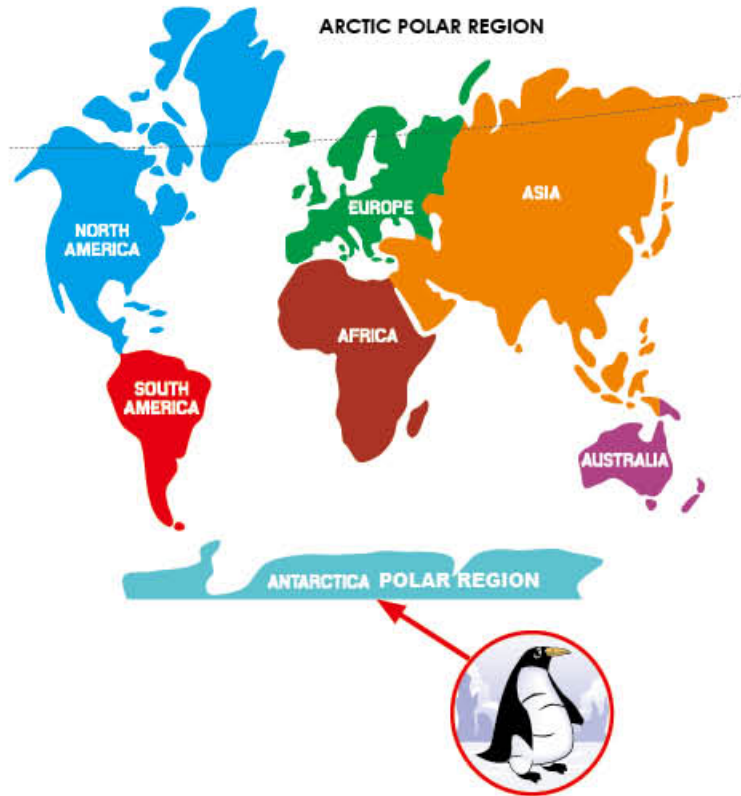 ARCTIC POLAR REGION
NORTH
AMERICA
EUROPE
ASIA
AFRICA
SOUTH
AMERICA
AUSTRALIA
ANTARCTICA POLAR REGION